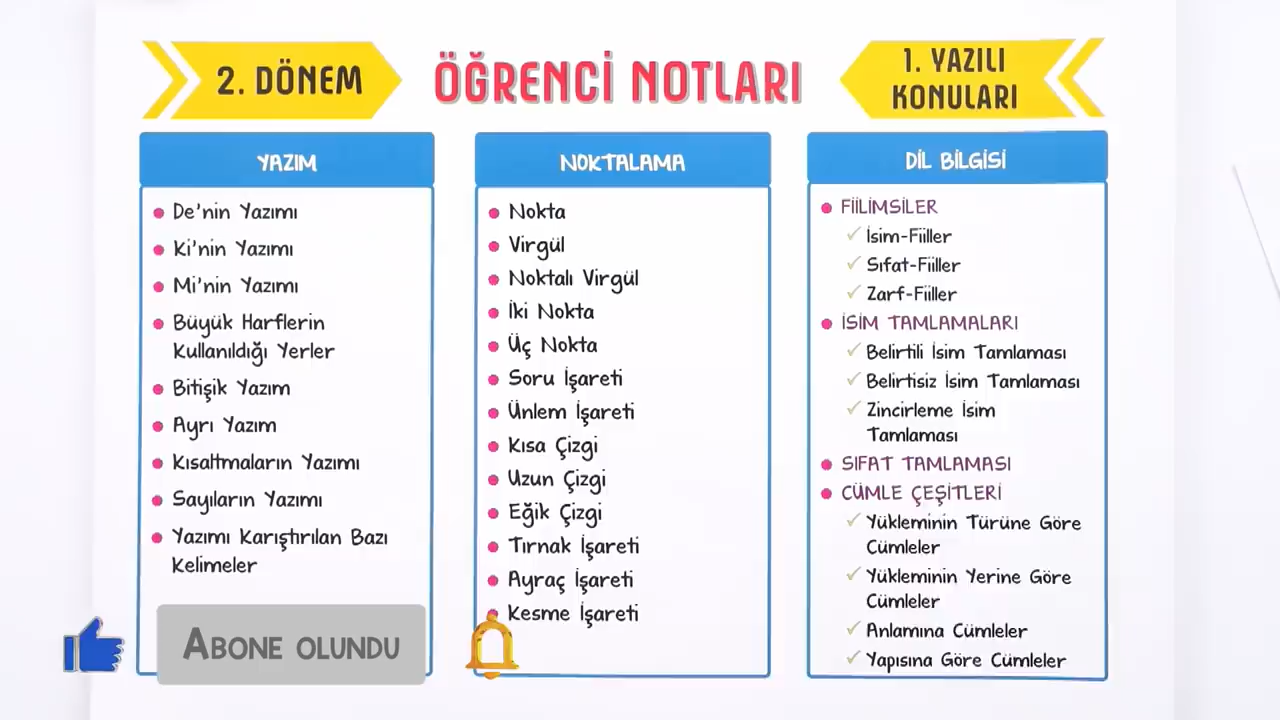 2. DÖNEM
ÖĞRENCİ NOTLARI
1. YAZILI
KONULARI
YAZIM
De'nin Yazımı
Ki'nin Yazımı
Mi'nin Yazımı
Büyük Harflerin
Kullanıldığı Yerler
Bitişik Yazım
Ayrı Yazım
Kısaltmaların Yazımı
Sayıların Yazımı
Yazımı Karıştırılan Bazı
Kelimeler
NOKTALAMA
Nokta
Virgül
Noktalı Virgül
İki Nokta
Üç Nokta
Soru İşareti
Ünlem İşareti
Kısa Çizgi
Uzun Çizgi
Eğik Çizgi
Tırnak İşareti
Ayraç İşareti
Kesme İşareti
DİL BİLGİSİ
FİİLİMSİLER
İsim-Fiiller
Sıfat-Fiiller
Zarf-Fiiller
İSİM TAMLAMALARI
Belirtili İsim Tamlaması
Belirtisiz İsim Tamlaması
Zincirleme İsim
Tamlaması
SIFAT TAMLAMASI
CÜMLE ÇEŞİTLERİ
Yükleminin Türüne Göre
Cümleler
Yükleminin Yerine Göre
Cümleler
Anlamına Cümleler
Yapısına Göre Cümleler
ABONE OLUNDU